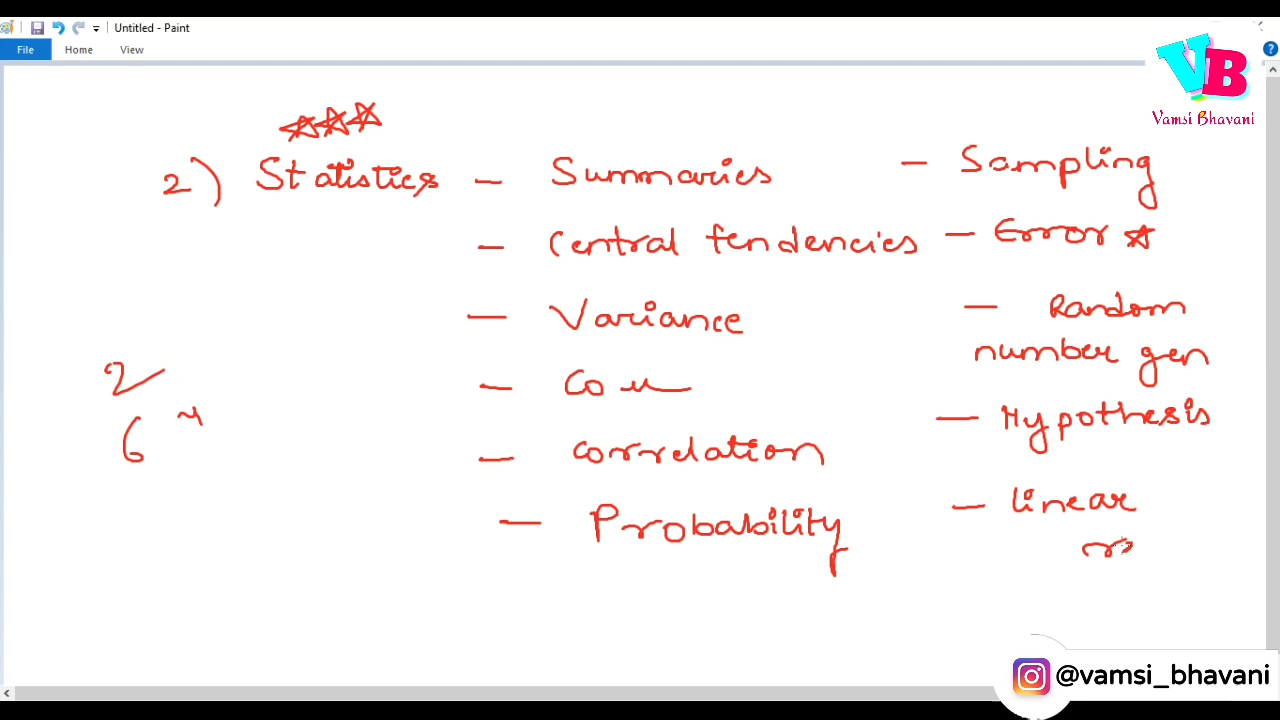 Untitled - Paint
File Home View
VB
Vamsi Bhavani
2) Statistics - Summaries
- Central tendencies
- Variance
- Co
- Correlation
- Probability
- Sampling
- Error
- Random
number gen
- Hypothesis
- linear
2
6
@vamsi_bhavani